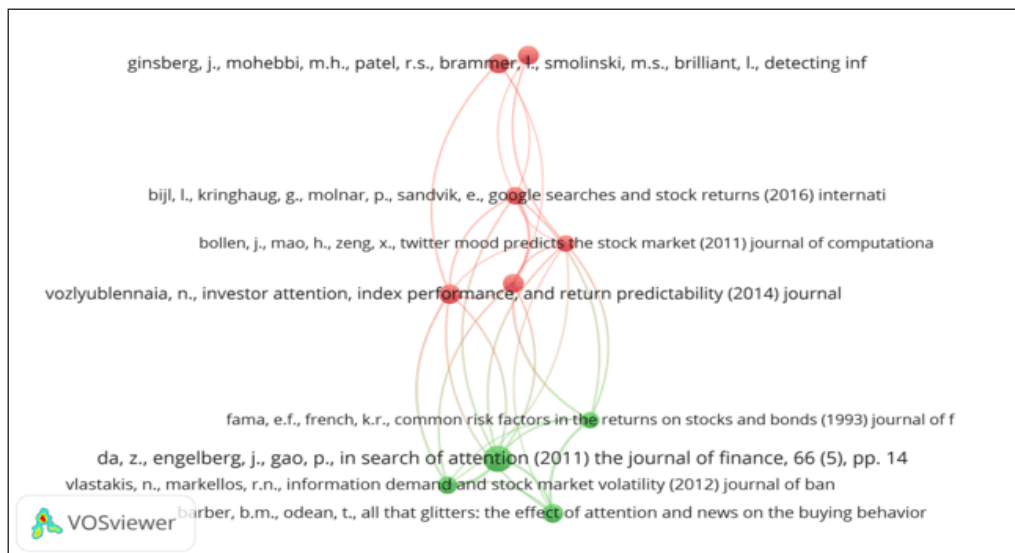 ginsberg, j., mohebbi, m.h., patel, r.s., brammer, l., smolinski, m.s., brilliant, l., detecting inf
bijl, l., kringhaug, g., molnar, p., sandvik, e., google searches and stock returns (2016) internati
bollen, j., mao, h., zeng, x., twitter mood predicts the stock market (2011) journal of computationa
vozlyublennaia, n., investor attention, index performance, and return predictability (2014) journal
fama, e.f., french, k.r., common risk factors in the returns on stocks and bonds (1993) journal of f
da, z., engelberg, j., gao, p., in search of attention (2011) the journal of finance, 66 (5), pp. 14
vlastakis, n., markellos, r.n., information demand and stock market volatility (2012) journal of ban
barber, b.m., odean, t., all that glitters: the effect of attention and news on the buying behavior
VOSviewer